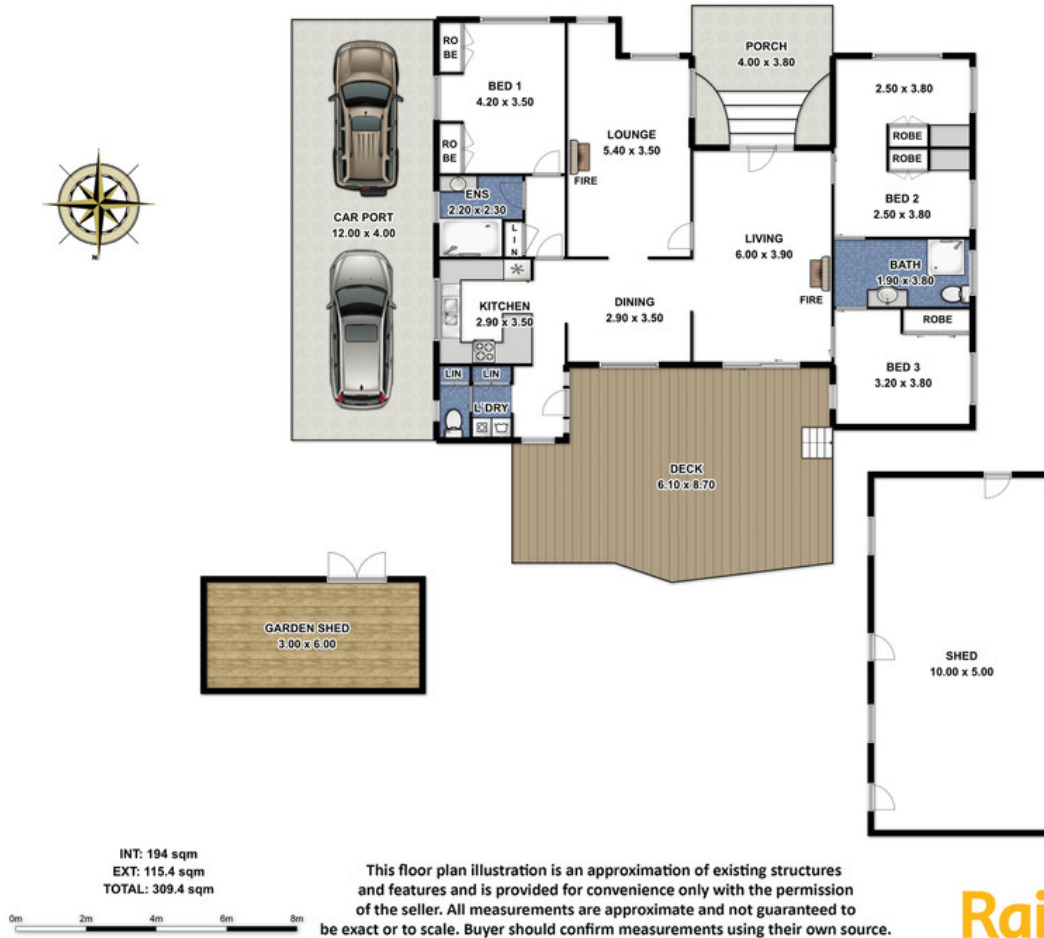 PORCH
4.00 x 3.80
RO
BE
BED 1
4.20 x 3.50
2.50 x 3.80
LOUNGE
5.40 x 3.50
ROBE
RO
BE
ROBE
FIRE
ENS
2.20 x 2.30
BED 2
2.50 x 3.80
CAR PORT
12.00 x 4.00
L
I
N
LIVING
6.00 x 3.90
BATH
1.90 x 3.80
N
KITCHEN
2.90 x 3.50
DINING
2.90 x 3.50
FIRE
ROBE
LIN
LIN
BED 3
3.20 x 3.80
L'DRY
DECK
6.10 x 8.70
GARDEN SHED
3.00 x 6.00
SHED
10.00 x 5.00
INT: 194 sqm
EXT: 115.4 sqm
TOTAL: 309.4 sqm
0m 2m 4m 6m 8m
This floor plan illustration is an approximation of existing structures
and features and is provided for convenience only with the permission
of the seller. All measurements are approximate and not guaranteed to
be exact or to scale. Buyer should confirm measurements using their own source.
Rai